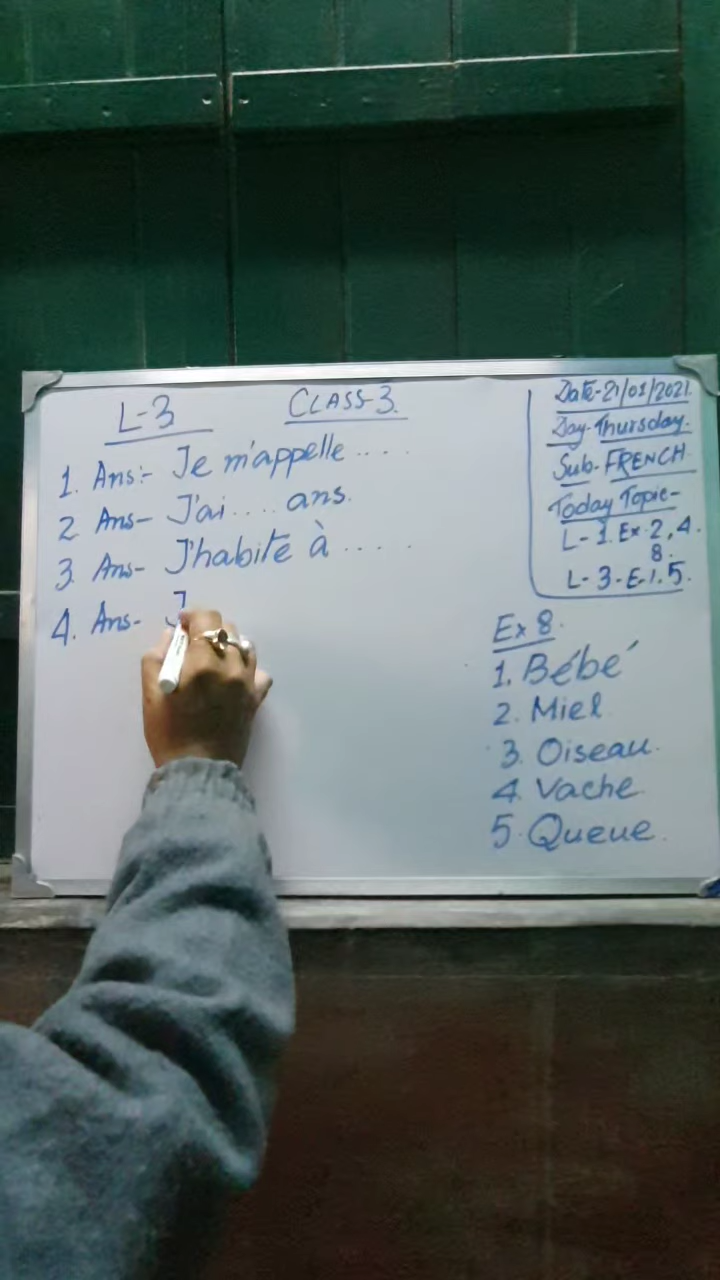 L-3
CLASS-3.
1. Ans:- Je m'appelle ....
2 Ans- J'ai .... ans.
3. Ans- J'habite à ....
4. Ans- J
Date-21/01/2021.
Day-Thursday.
Sub-FRENCH
Today Topic-
L-1. Ex-2, 4.
8.
L-3-E-1.5.
Ex 8.
1. Bébé
2. Miel
3. Oiseau.
4. Vache
5. Queue.